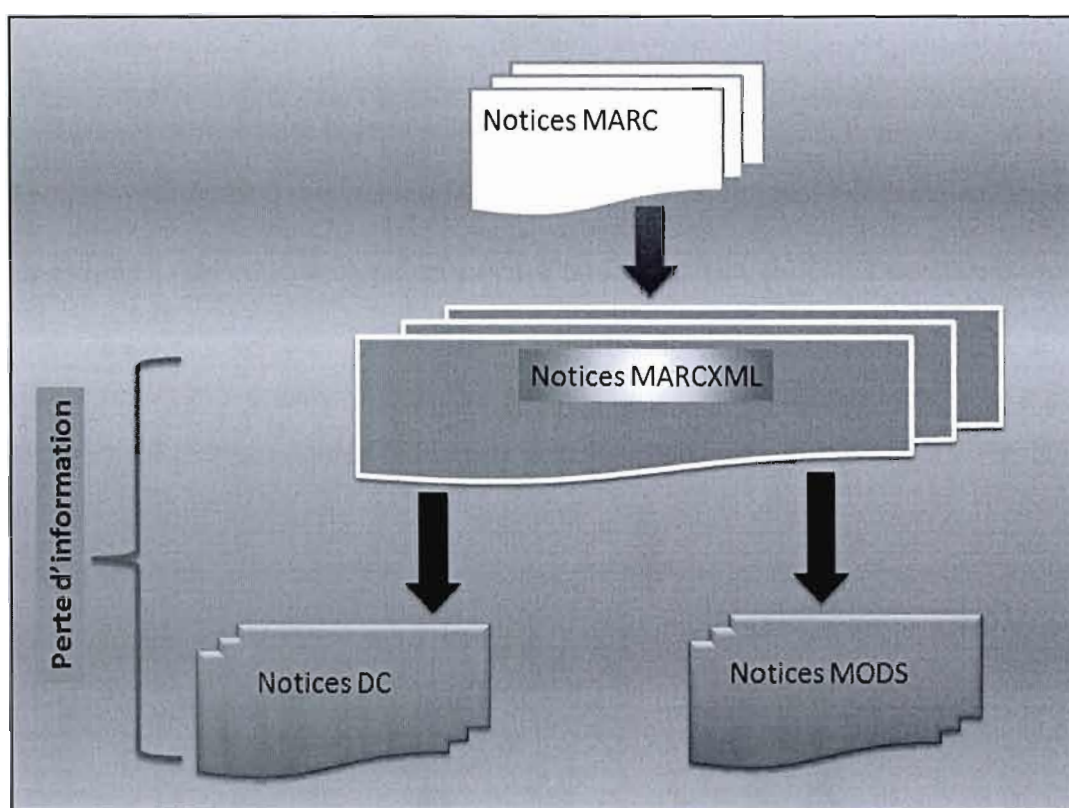 Notices MARC
Notices MARCXML
Perte d'information
Notices DC
Notices MODS